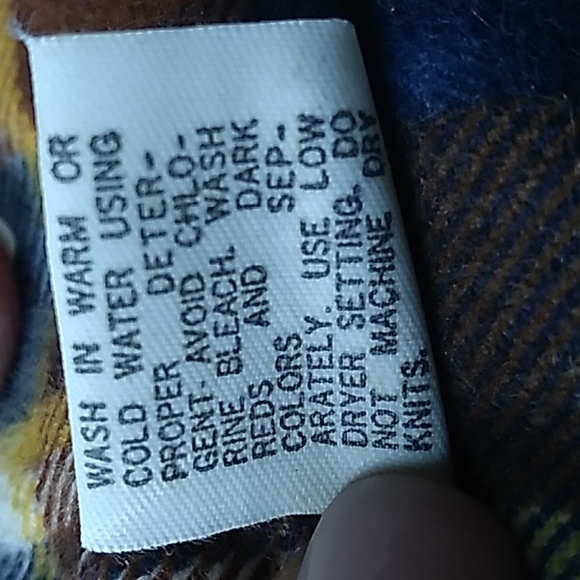 WASH IN WARM OR
COLD WATER USING
PROPER DETER-
GENT. AVOID CHLO-
RINE BLEACH. WASH
REDS AND DARK
COLORS SEP-
ARATELY. USE LOW
DRYER SETTING. DO
NOT MACHINE DRY
KNITS.